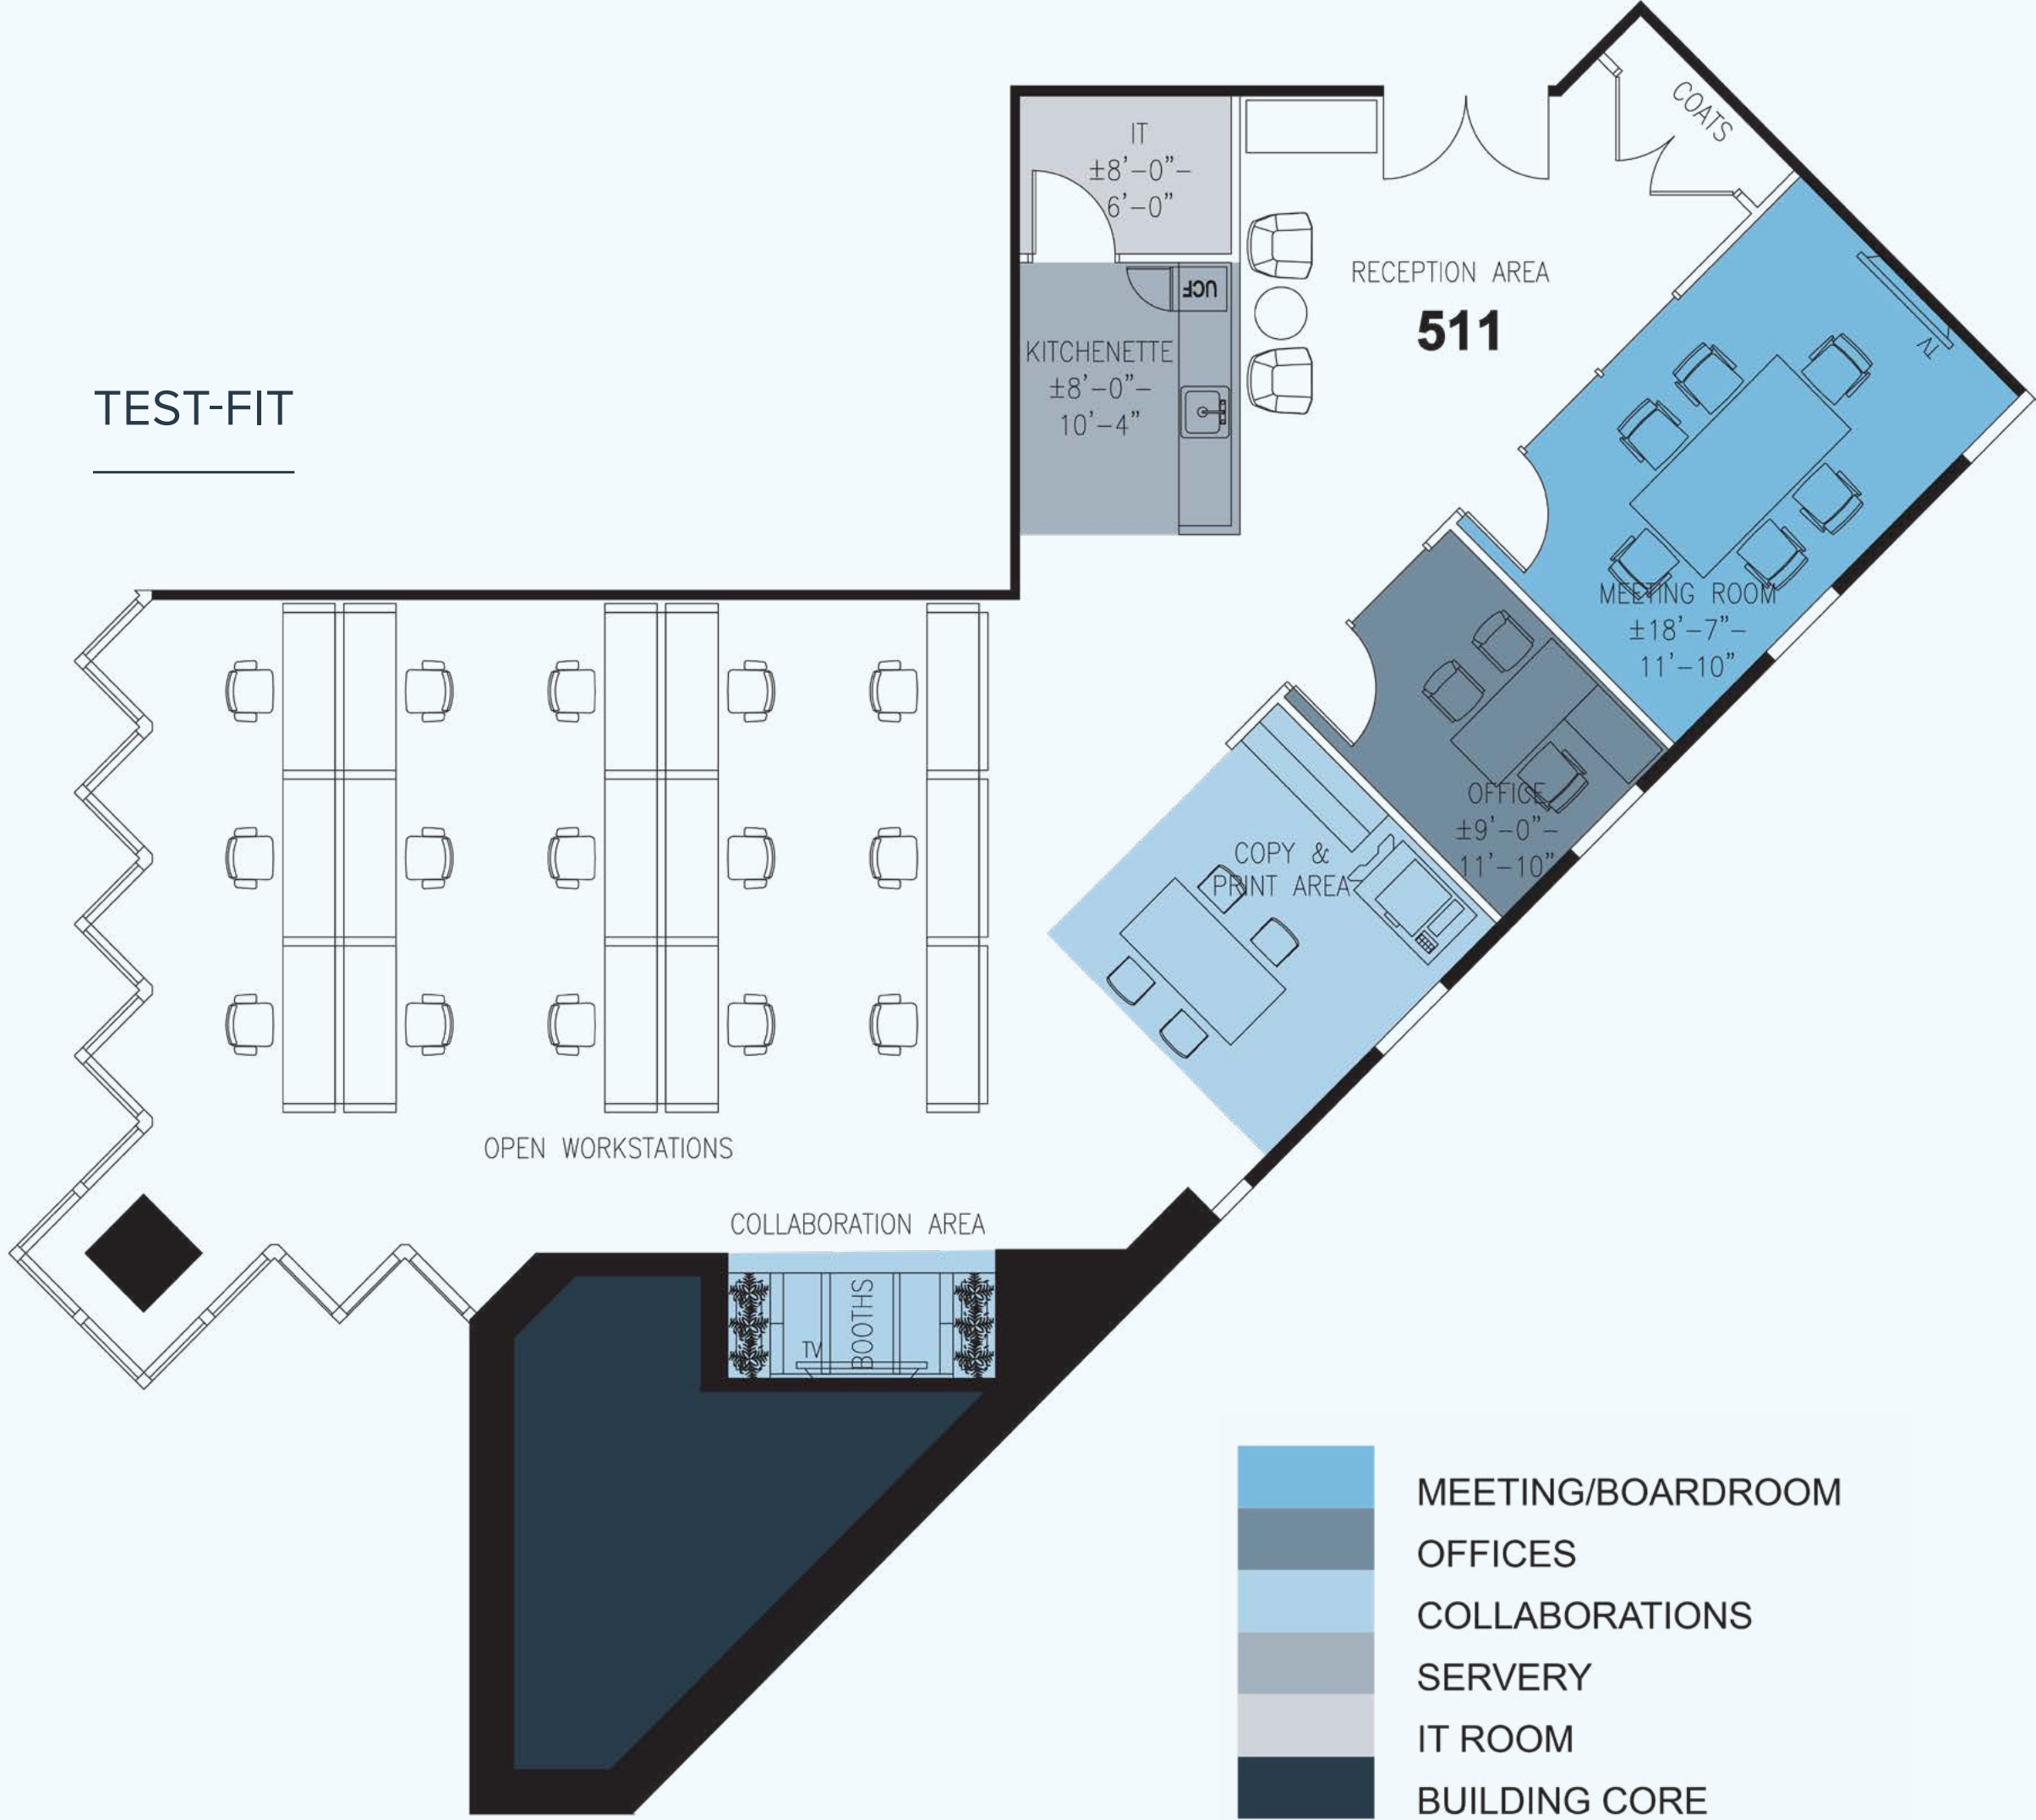 COATS
IT
±8’–0”–
6’–0”
RECEPTION AREA
511
UCF
KITCHENETTE
±8’–0”–
10’–4”
TV
TEST-FIT
MEETING ROOM
±18’–7”–
11’–10”
OFFICE
±9’–0”–
11’–10”
COPY &
PRINT AREA
OPEN WORKSTATIONS
COLLABORATION AREA
BOOTHS
TV
MEETING/BOARDROOM
OFFICES
COLLABORATIONS
SERVERY
IT ROOM
BUILDING CORE